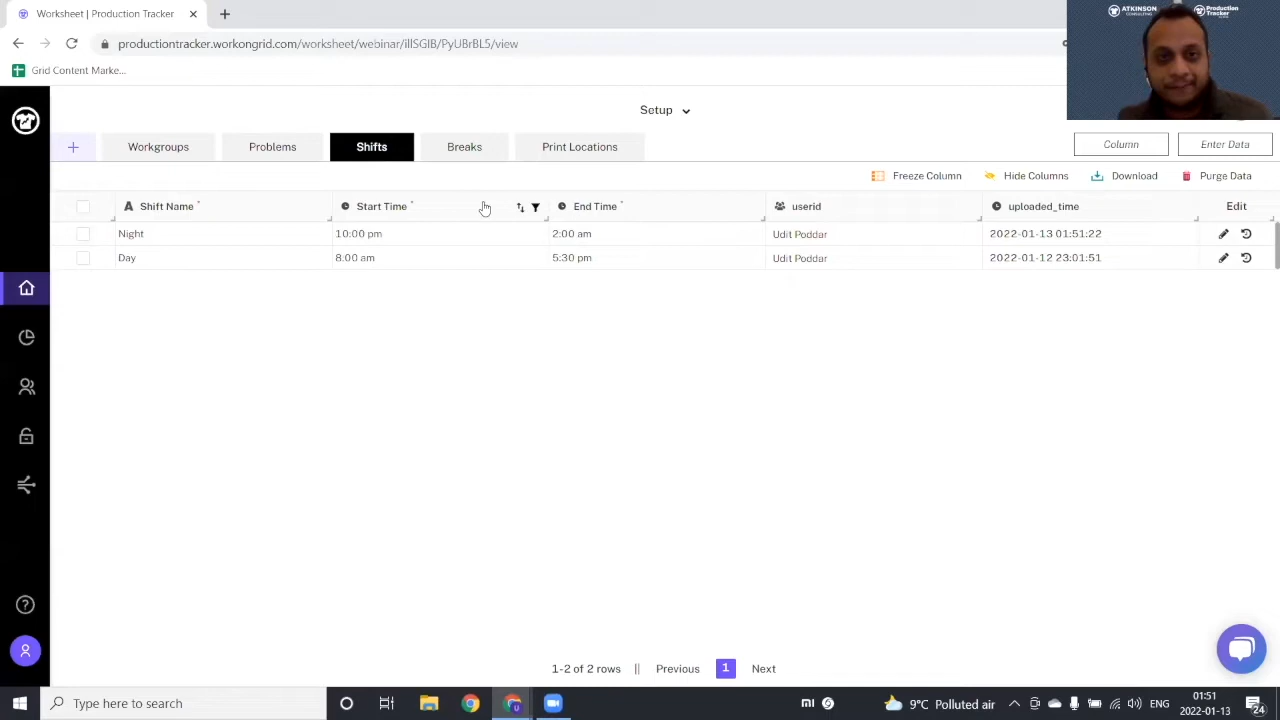 Worksheet | Production Tracker
productiontracker.workongrid.com/worksheet/webinar/illSGIB/PyUBrBL5/view
Grid Content Marke...
ATKINSON
CONSULTING
Production
Tracker
Setup
Workgroups Problems Shifts Breaks Print Locations
Column Enter Data
Freeze Column Hide Columns Download Purge Data
Shift Name * Start Time * End Time * userid uploaded_time Edit
Night 10:00 pm 2:00 am Udit Poddar 2022-01-13 01:51:22
Day 8:00 am 5:30 pm Udit Poddar 2022-01-12 23:01:51
1-2 of 2 rows || Previous 1 Next
Type here to search
9°C Polluted air
ENG
01:51
2022-01-13
24